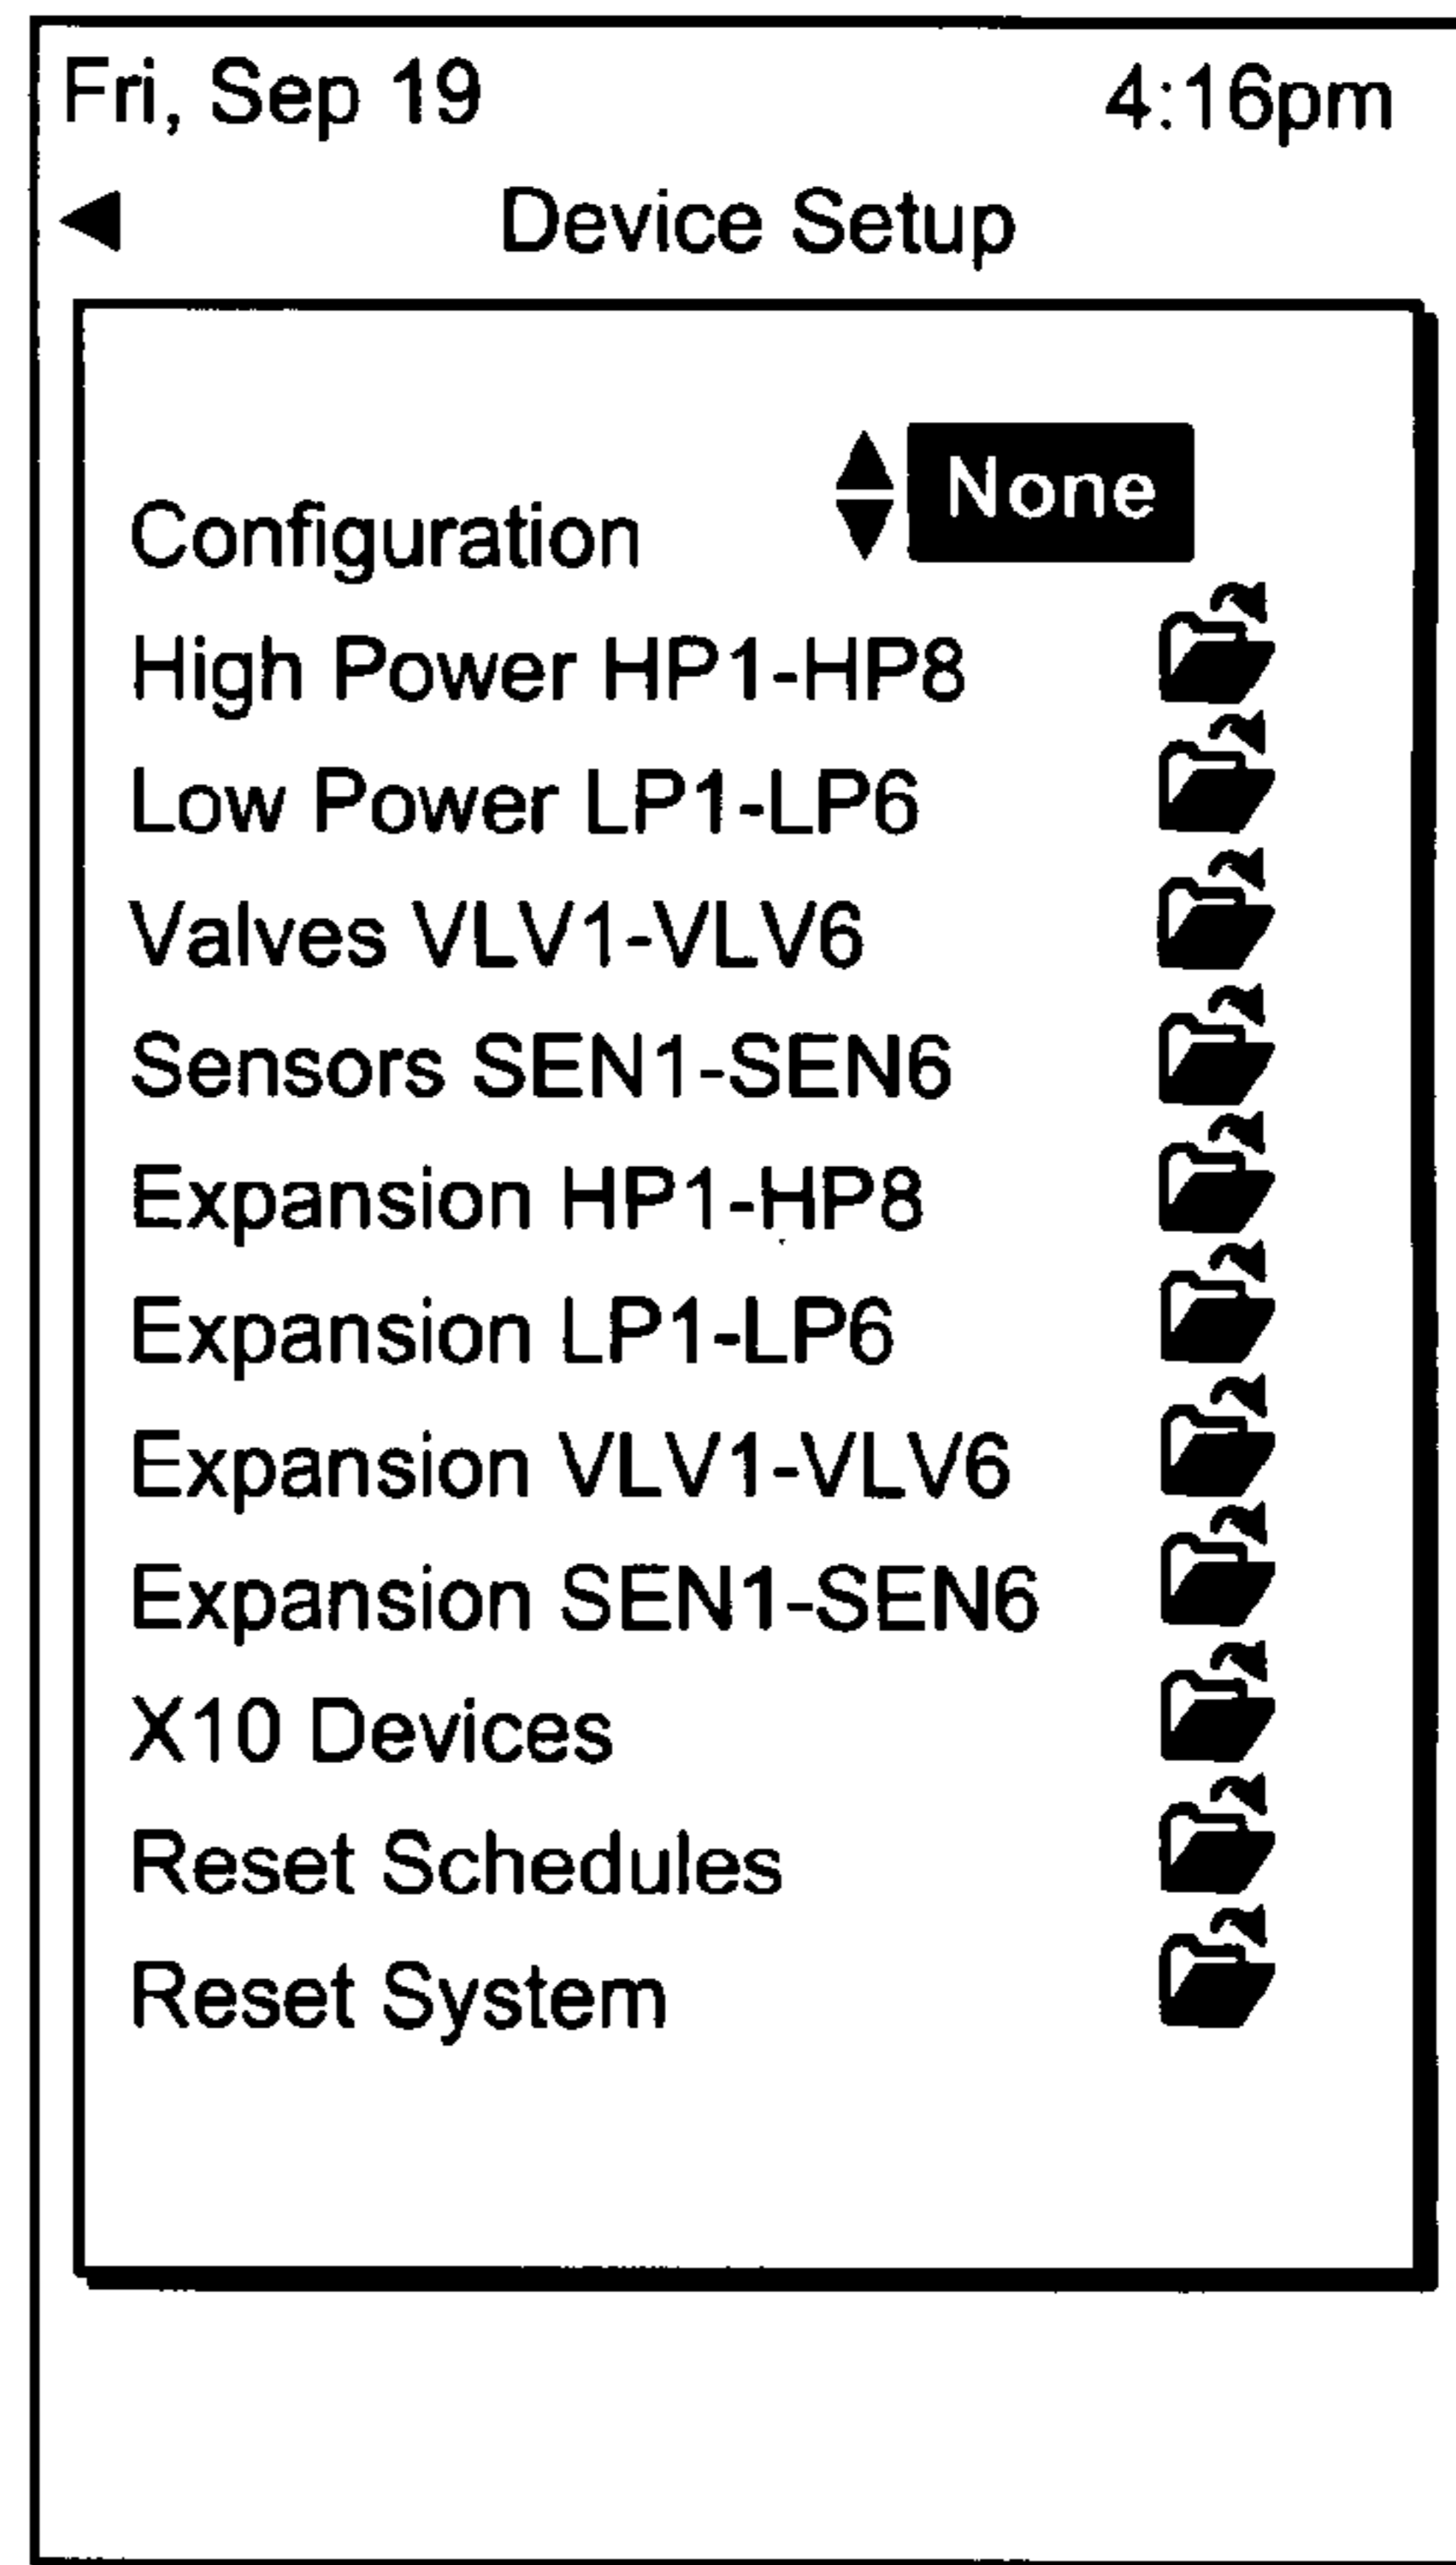 Fri, Sep 19 4:16pm
Device Setup
Configuration None
High Power HP1-HP8
Low Power LP1-LP6
Valves VLV1-VLV6
Sensors SEN1-SEN6
Expansion HP1-HP8
Expansion LP1-LP6
Expansion VLV1-VLV6
Expansion SEN1-SEN6
X10 Devices
Reset Schedules
Reset System